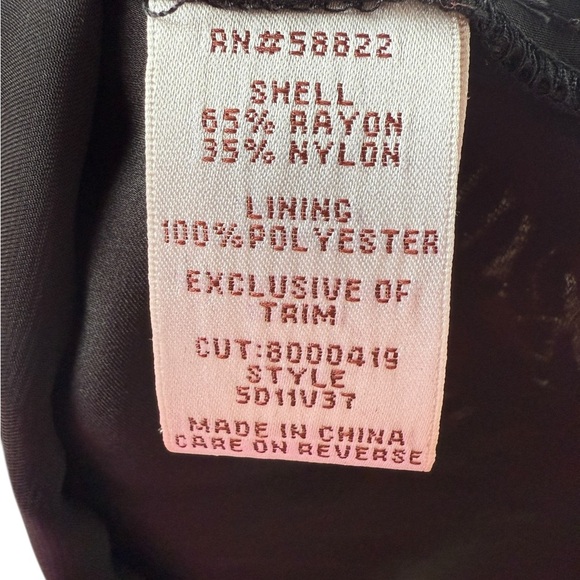 RN#58822
SHELL
65% RAYON
35% NYLON
LINING
100%POLYESTER
EXCLUSIVE OF
TRIM
CUT:8000419
STYLE
5D11V37
MADE IN CHINA
CARE ON REVERSE